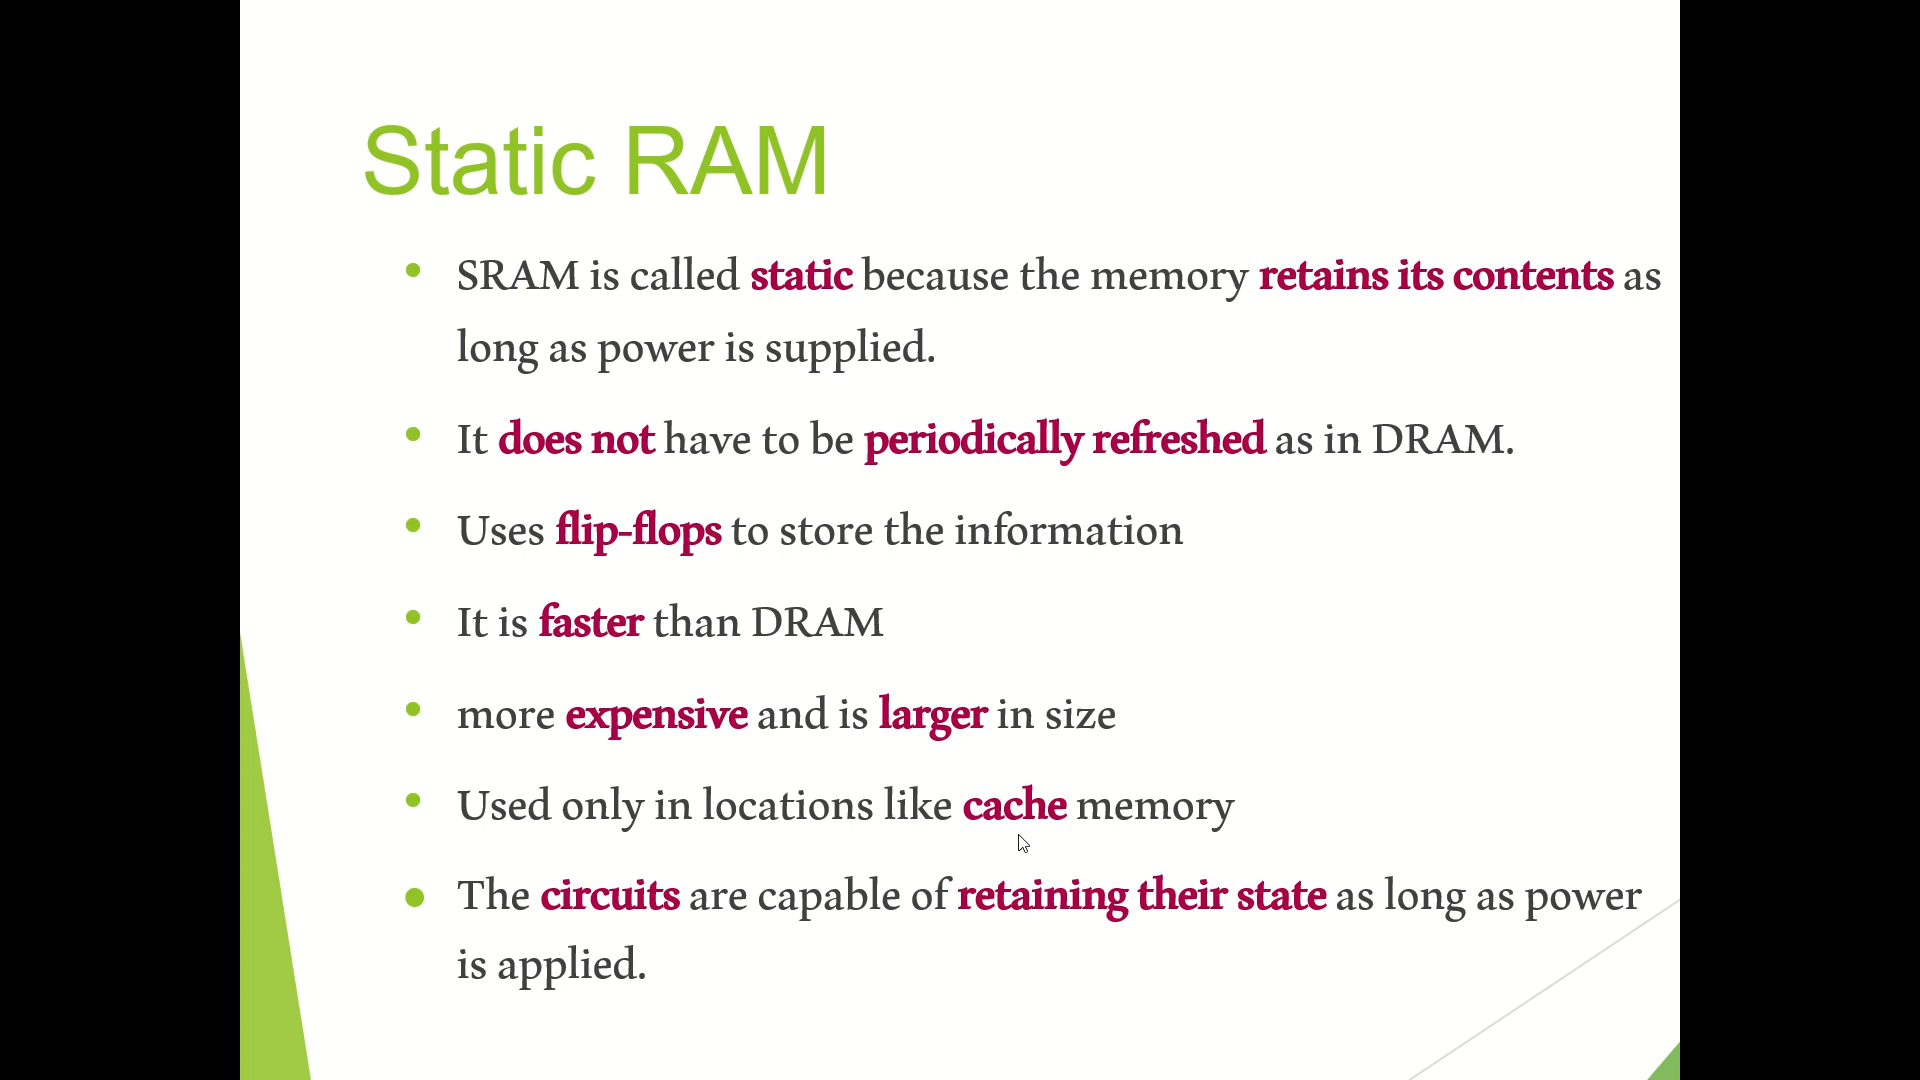 Static RAM
• SRAM is called static because the memory retains its contents as
long as power is supplied.
• It does not have to be periodically refreshed as in DRAM.
• Uses flip-flops to store the information
• It is faster than DRAM
• more expensive and is larger in size
• Used only in locations like cache memory
• The circuits are capable of retaining their state as long as power
is applied.